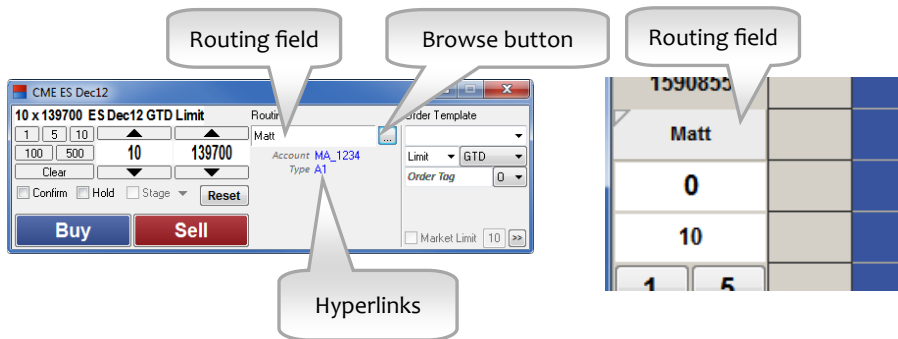 Routing field
Browse button
Routing field
CME ES Dec12
10 x 139700 ES Dec12 GTD Limit
1 5 10
10
139700
100 500
Clear
Confirm
Hold
Stage
Reset
Buy
Sell
Matt
...
Account MA_1234
Type A1
Order Template
Limit
GTD
Order Tag
0
Market Limit
10
>>
Hyperlinks
1590855
Matt
0
10
1 5